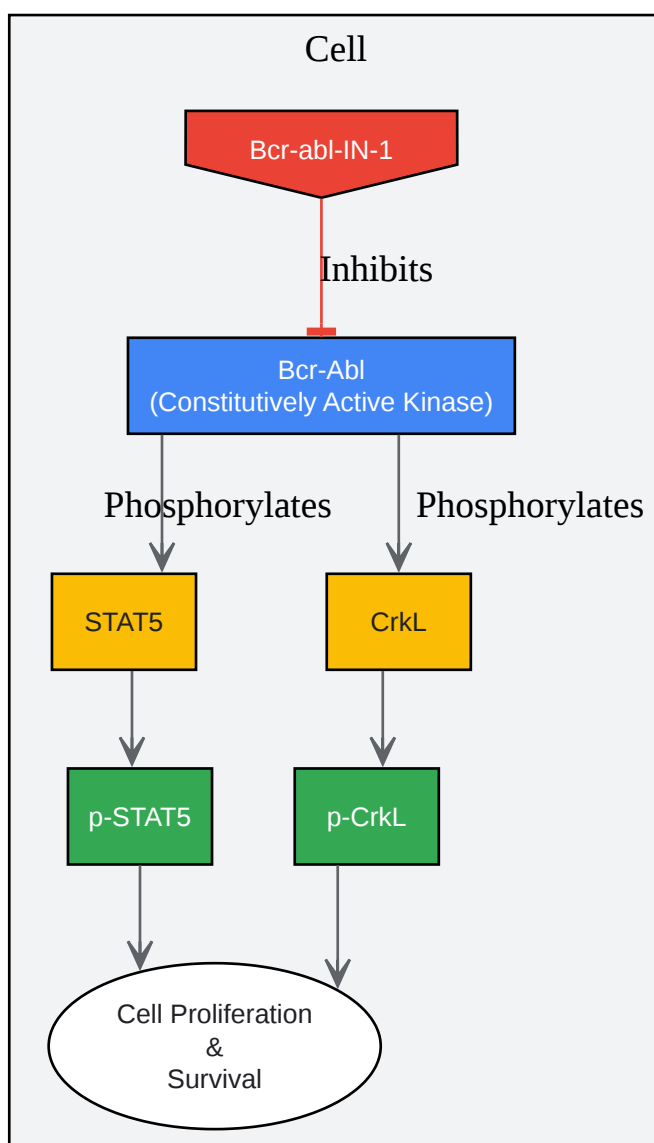 Cell
Bcr-abl-IN-1
Inhibits
Bcr-Abl
(Constitutively Active Kinase)
Phosphorylates
Phosphorylates
STAT5
CrkL
p-STAT5
p-CrkL
Cell Proliferation
&
Survival